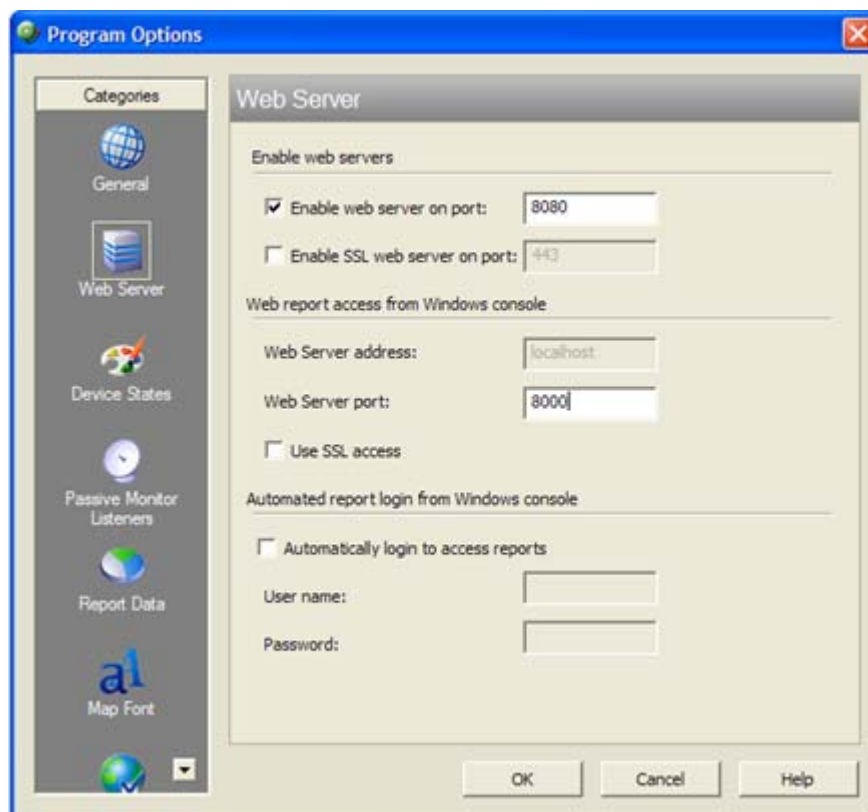 Program Options
Categories
General
Web Server
Device States
Passive Monitor
Listeners
Report Data
Map Font
Web Server
Enable web servers
Enable web server on port: 8080
Enable SSL web server on port: 443
Web report access from Windows console
Web Server address: localhost
Web Server port: 8000
Use SSL access
Automated report login from Windows console
Automatically login to access reports
User name:
Password:
OK Cancel Help